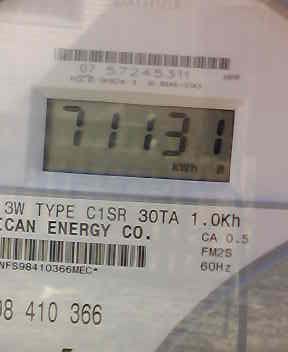 07 57245311
71131
kWh
3W TYPE C1SR 30TA 1.0Kh
ICAN ENERGY CO.
CA 0.5
FM2S
60Hz
NFS98410366MEC*
08 410 366